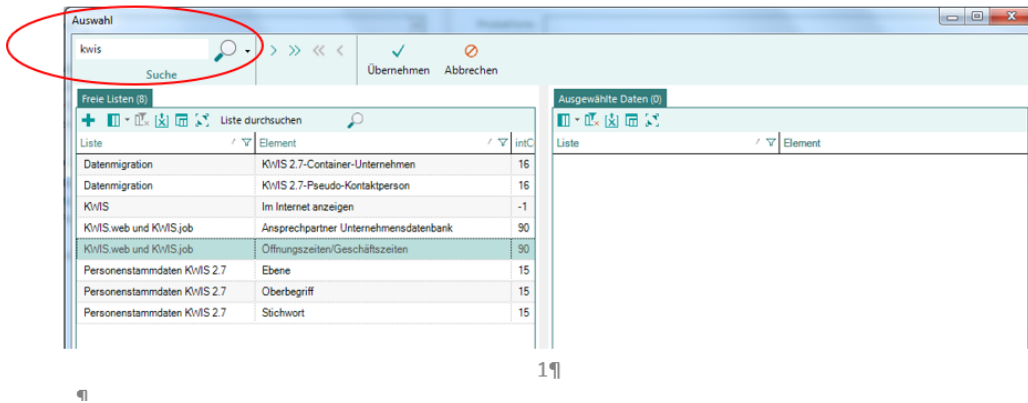 Auswahl
kwis
Suche
Übernehmen Abbrechen
Freie Listen (8)
Ausgewählte Daten (0)
Liste durchsuchen
Liste Element intC
Liste Element
Datenmigration KWIS 2.7-Container-Unternehmen 16
Datenmigration KWIS 2.7-Pseudo-Kontaktperson 16
KWIS Im Internet anzeigen -1
KWIS.web und KWIS.job Ansprechpartner Unternehmensdatenbank 90
KWIS.web und KWIS.job Öffnungszeiten/Geschäftszeiten 90
Personenstammdaten KWIS 2.7 Ebene 15
Personenstammdaten KWIS 2.7 Oberbegriff 15
Personenstammdaten KWIS 2.7 Stichwort 15
1¶
¶